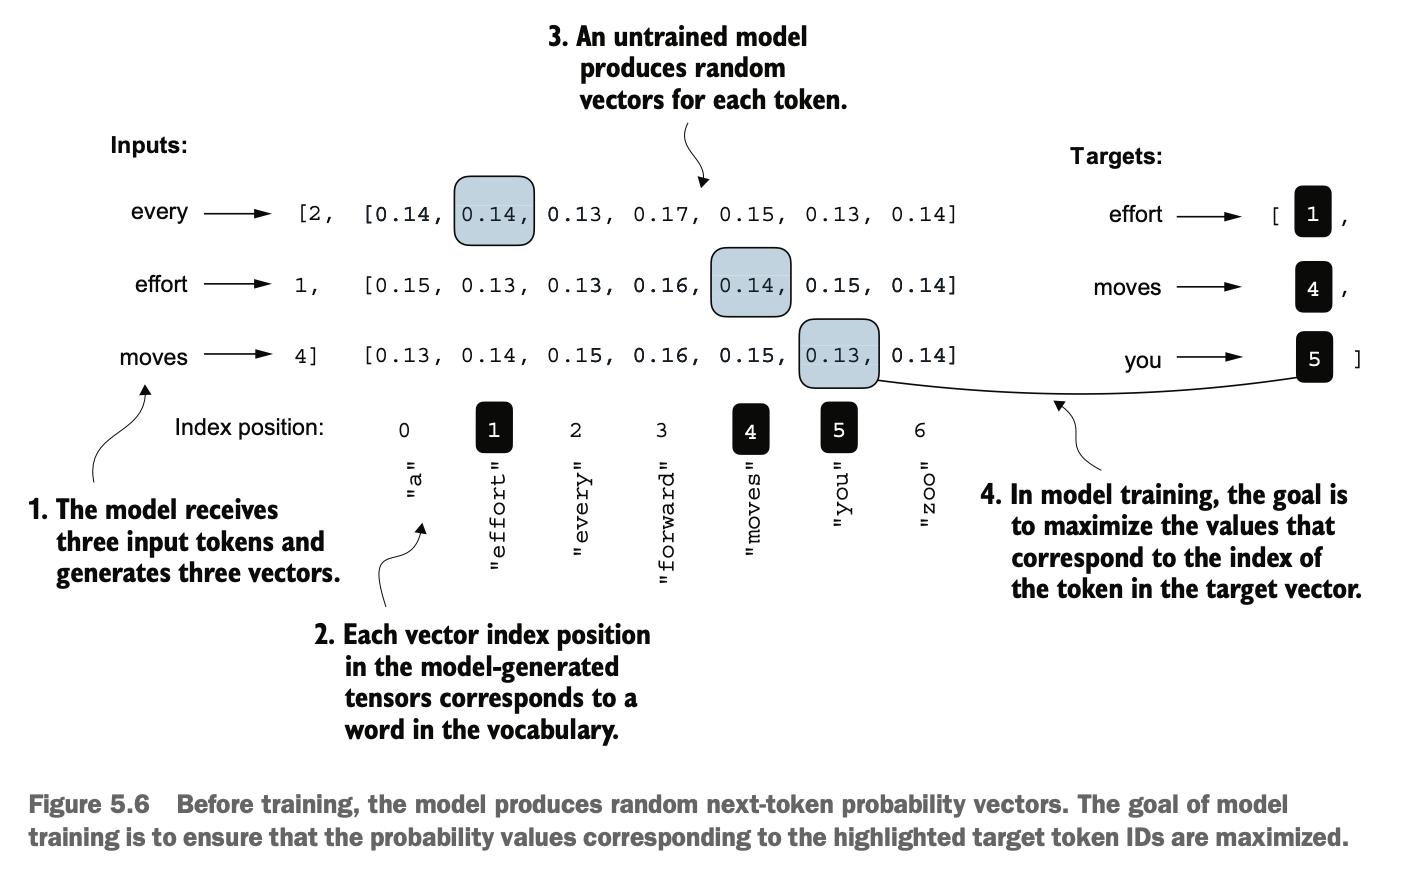 3. An untrained model
produces random
vectors for each token.
Inputs:
Targets:
every [2, [0.14, 0.14, 0.13, 0.17, 0.15, 0.13, 0.14] effort [ 1 ,
effort 1, [0.15, 0.13, 0.13, 0.16, 0.14, 0.15, 0.14] moves 4 ,
moves 4] [0.13, 0.14, 0.15, 0.16, 0.15, 0.13, 0.14] you 5 ]
Index position: 0 1 2 3 4 5 6
"a" "effort" "every" "forward" "moves" "you" "zoo"
1. The model receives
three input tokens and
generates three vectors.
2. Each vector index position
in the model-generated
tensors corresponds to a
word in the vocabulary.
4. In model training, the goal is
to maximize the values that
correspond to the index of
the token in the target vector.
Figure 5.6 Before training, the model produces random next-token probability vectors. The goal of model
training is to ensure that the probability values corresponding to the highlighted target token IDs are maximized.